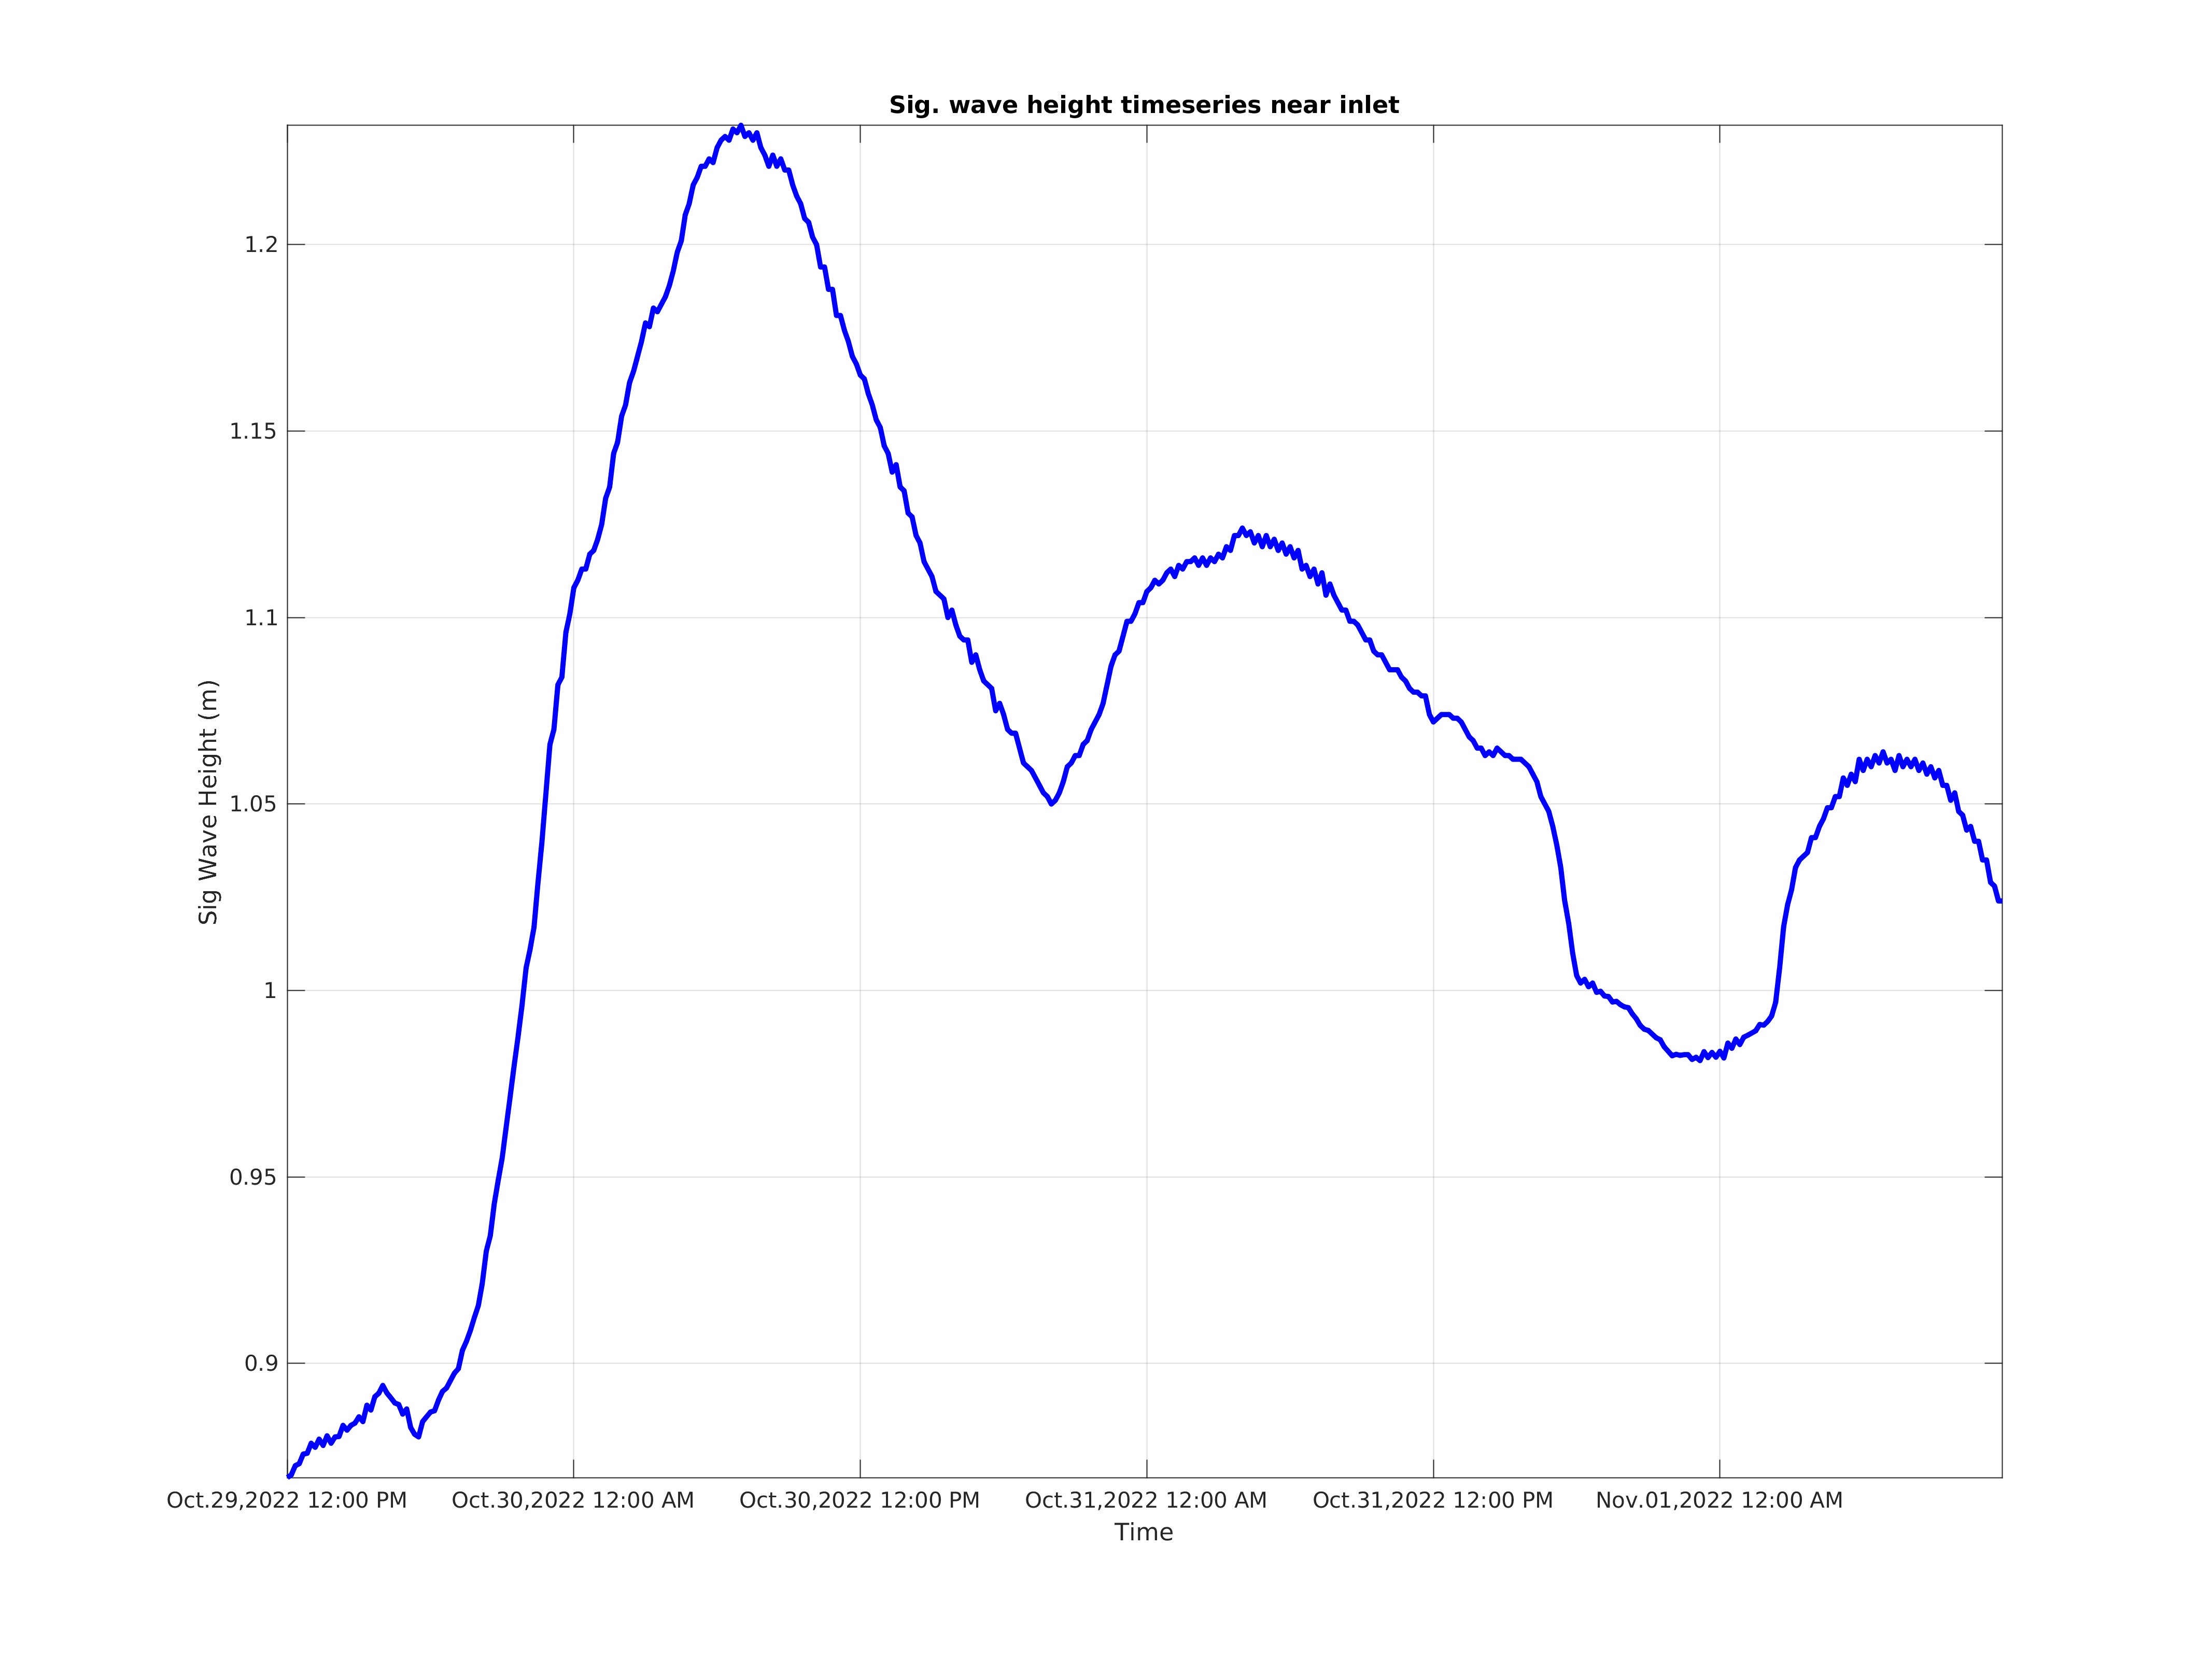 Sig. wave height timeseries near inlet
1.2
1.15
1.1
1.05
1
0.95
0.9
Sig Wave Height (m)
Oct.29,2022 12:00 PM
Oct.30,2022 12:00 AM
Oct.30,2022 12:00 PM
Oct.31,2022 12:00 AM
Oct.31,2022 12:00 PM
Nov.01,2022 12:00 AM
Time